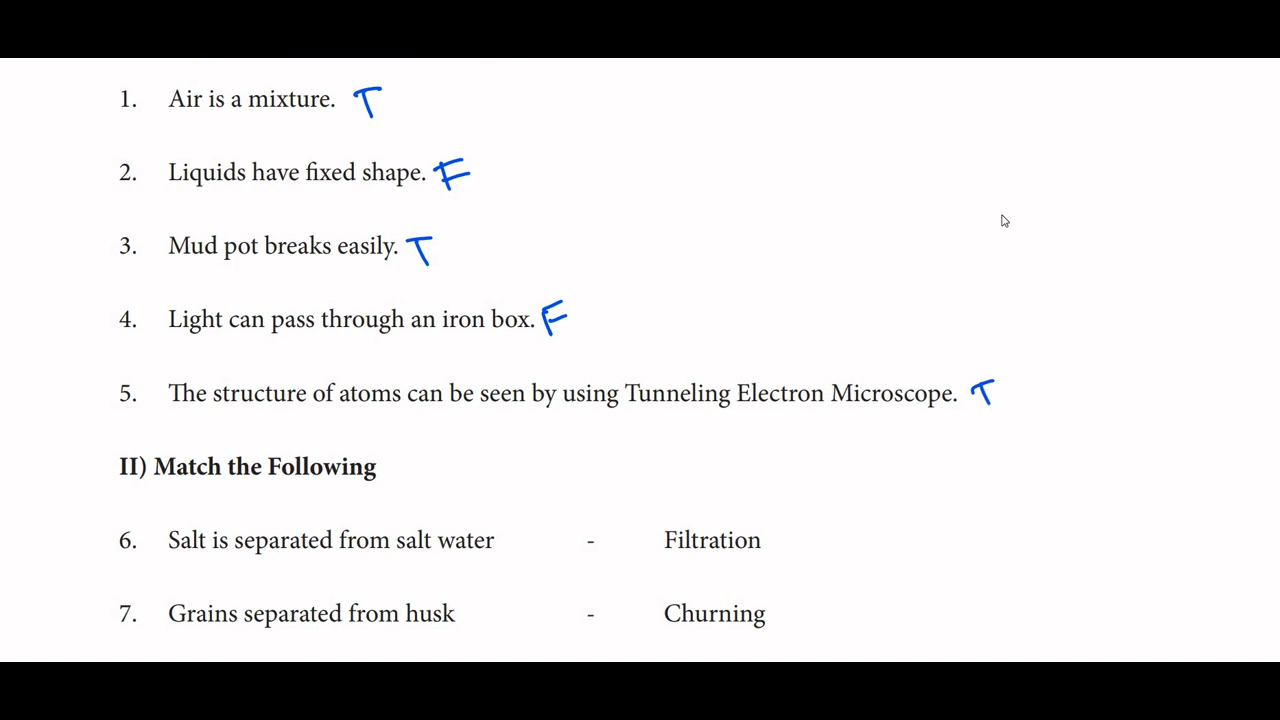 1. Air is a mixture. T
2. Liquids have fixed shape. F
3. Mud pot breaks easily. T
4. Light can pass through an iron box. F
5. The structure of atoms can be seen by using Tunneling Electron Microscope. T
II) Match the Following
6. Salt is separated from salt water - Filtration
7. Grains separated from husk - Churning